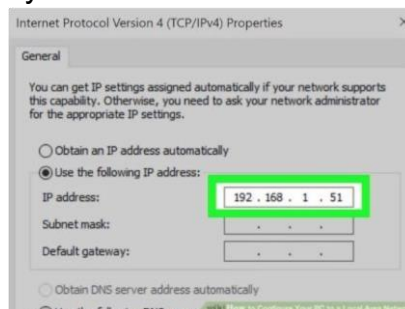 Internet Protocol Version 4 (TCP/IPv4) Properties
General
You can get IP settings assigned automatically if your network supports
this capability. Otherwise, you need to ask your network administrator
for the appropriate IP settings.
Obtain an IP address automatically
Use the following IP address:
IP address: 192 . 168 . 1 . 51
Subnet mask: . . .
Default gateway: . . .
Obtain DNS server address automatically